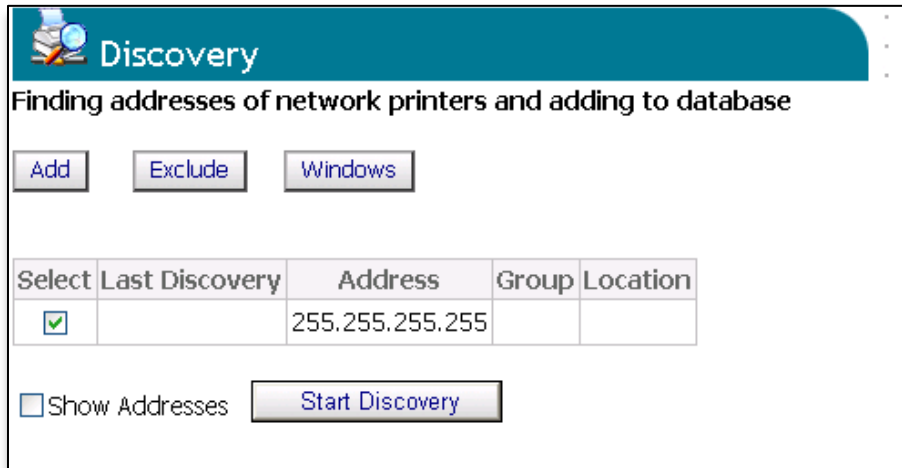 Discovery
Finding addresses of network printers and adding to database
Add Exclude Windows
Select Last Discovery Address Group Location
255.255.255.255
Show Addresses Start Discovery